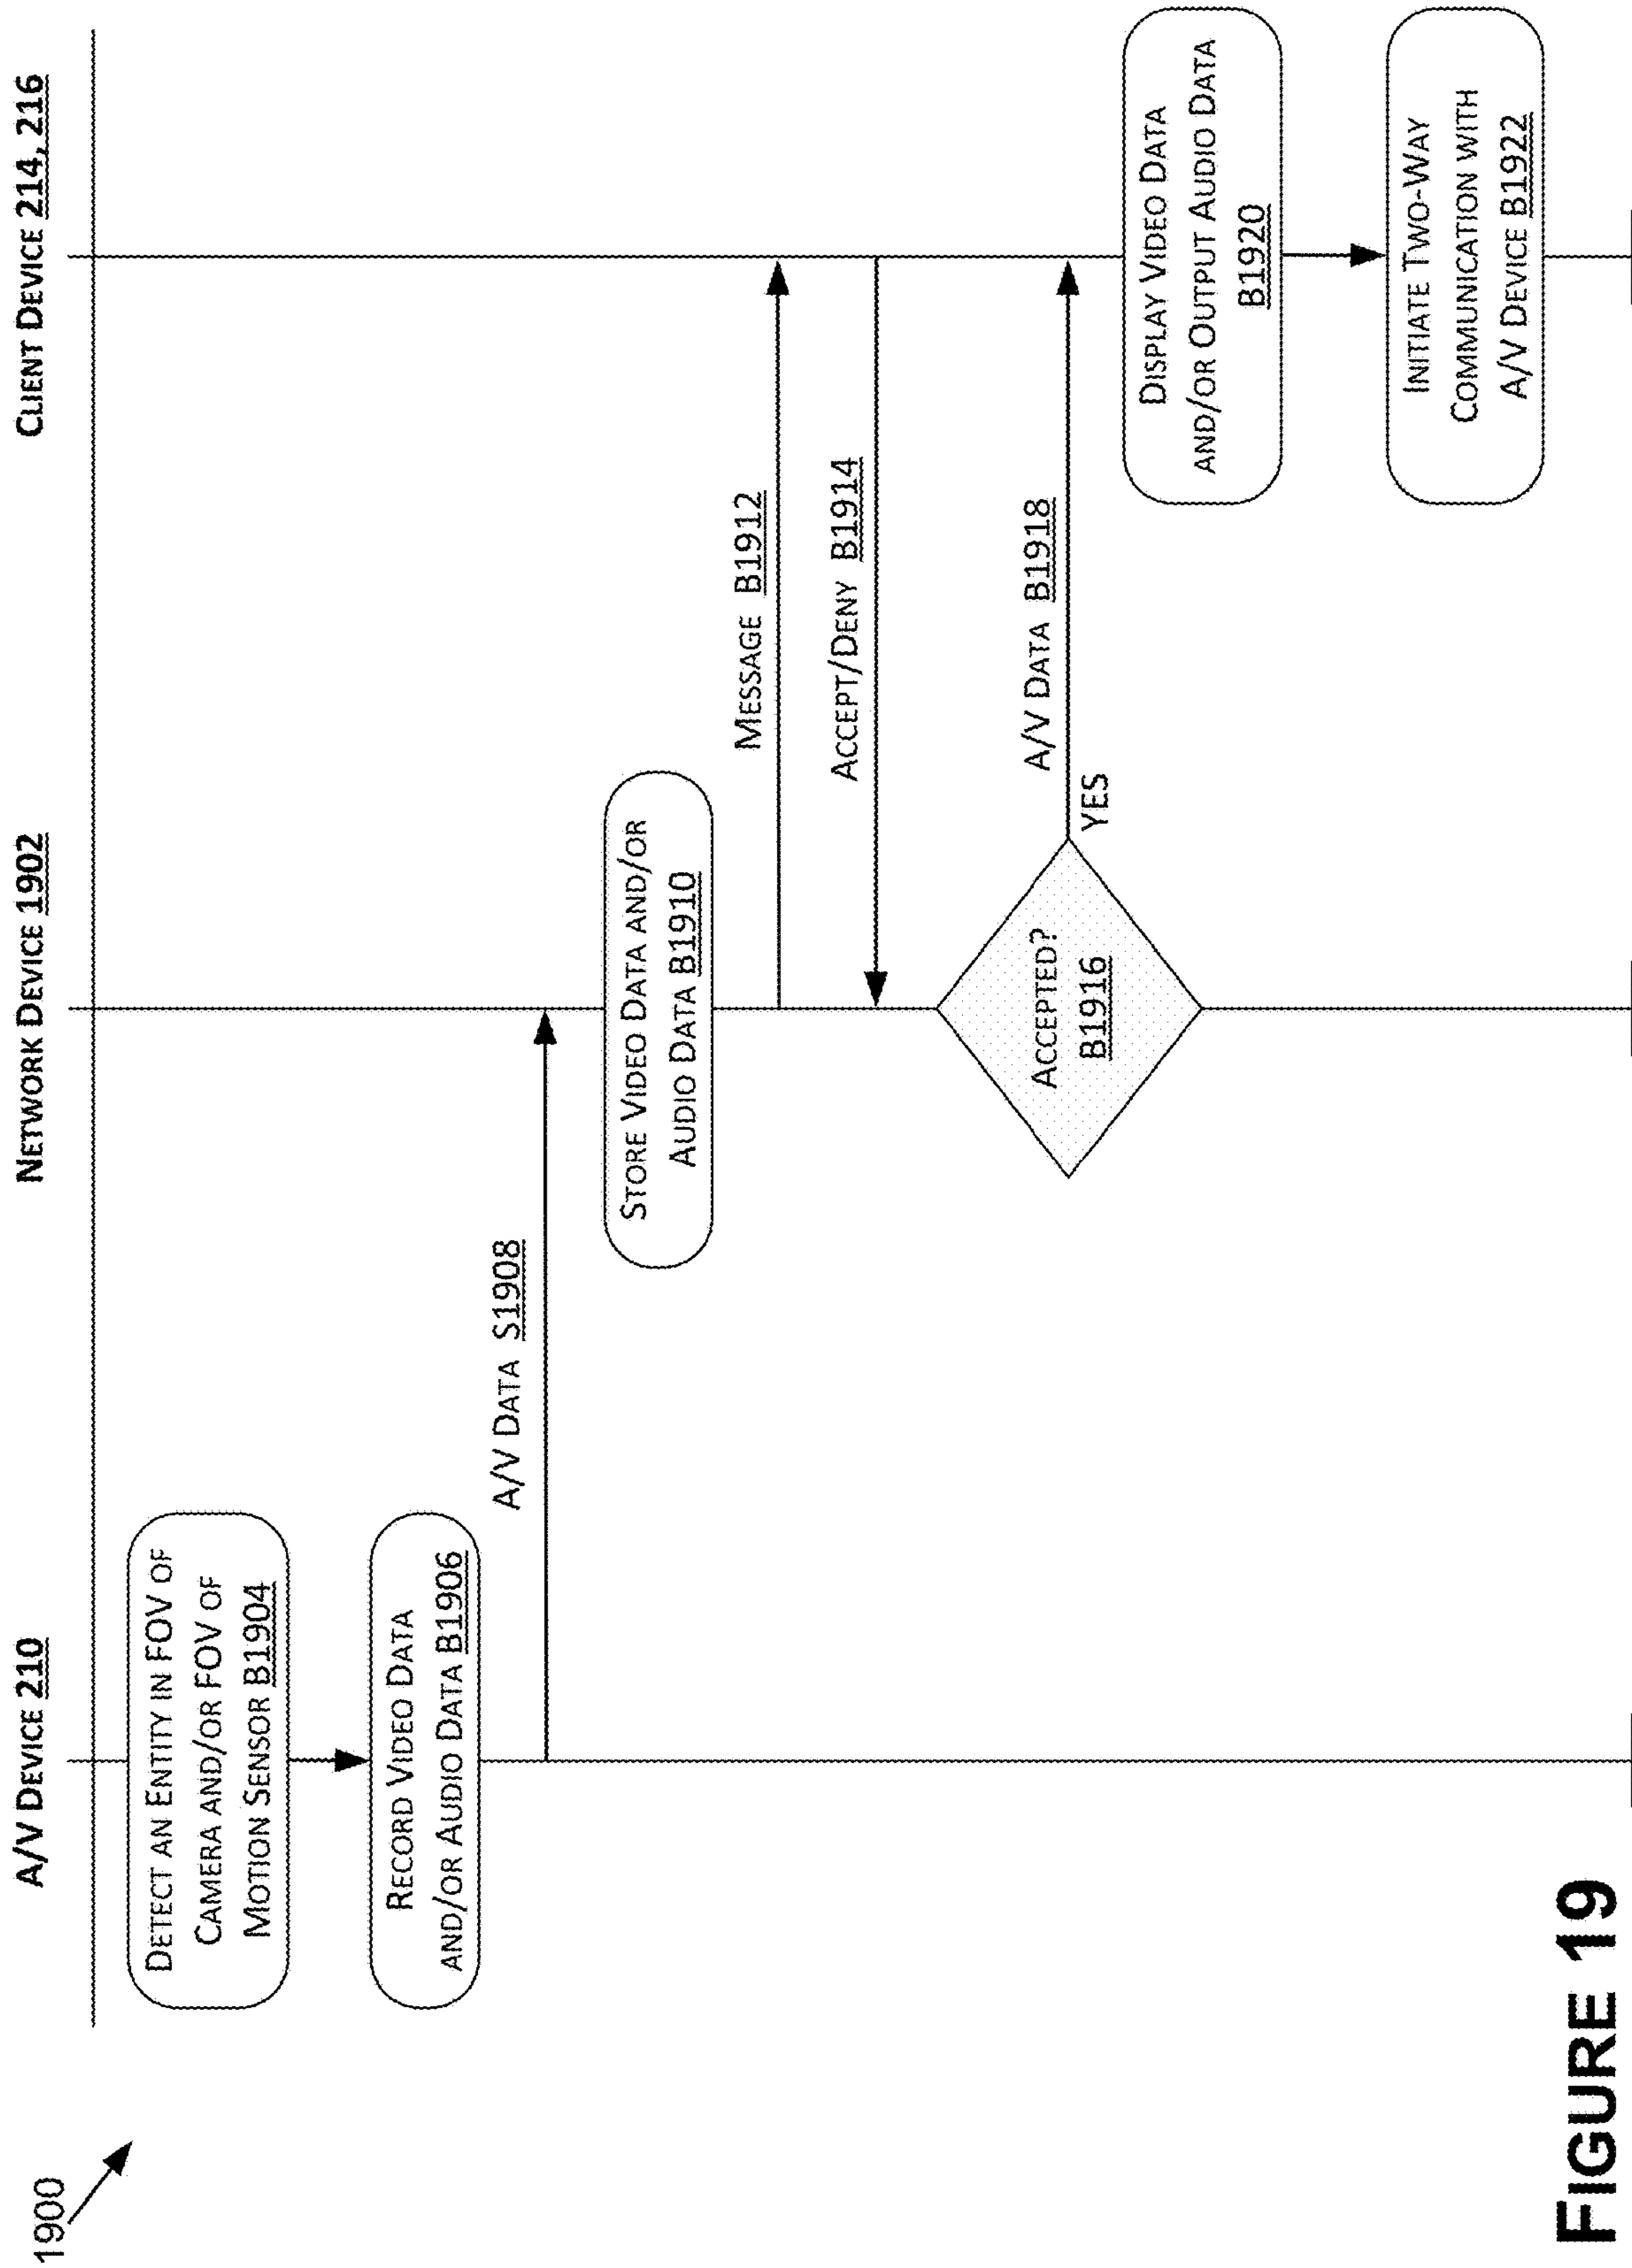 1900
A/V DEVICE 210
NETWORK DEVICE 1902
CLIENT DEVICE 214, 216
DETECT AN ENTITY IN FOV OF
CAMERA AND/OR FOV OF
MOTION SENSOR B1904
RECORD VIDEO DATA
AND/OR AUDIO DATA B1906
A/V DATA S1908
STORE VIDEO DATA AND/OR
AUDIO DATA B1910
MESSAGE B1912
ACCEPT/DENY B1914
ACCEPTED?
B1916
YES
A/V DATA B1918
DISPLAY VIDEO DATA
AND/OR OUTPUT AUDIO DATA
B1920
INITIATE TWO-WAY
COMMUNICATION WITH
A/V DEVICE B1922
FIGURE 19